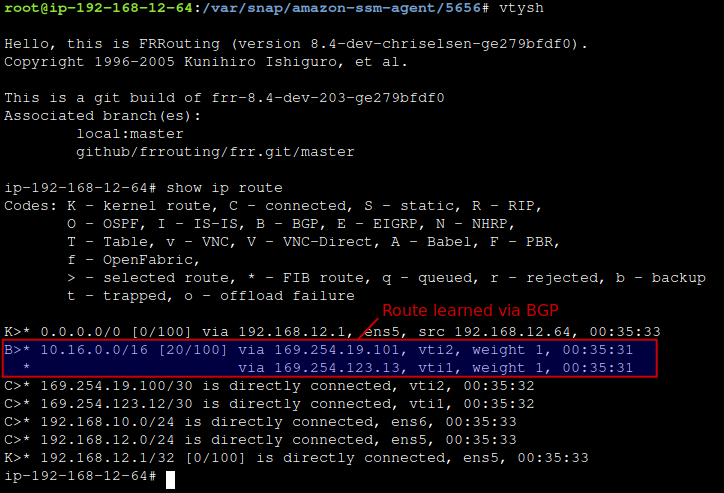 root@ip-192-168-12-64:/var/snap/amazon-ssm-agent/5656# vtysh
Hello, this is FRRouting (version 8.4-dev-chriselsen-ge279bfdf0).
Copyright 1996-2005 Kunihiro Ishiguro, et al.
This is a git build of frr-8.4-dev-203-ge279bfdf0
Associated branch(es):
local:master
github/frrouting/frr.git/master
ip-192-168-12-64# show ip route
Codes: K - kernel route, C - connected, S - static, R - RIP,
O - OSPF, I - IS-IS, B - BGP, E - EIGRP, N - NHRP,
T - Table, v - VNC, V - VNC-Direct, A - Babel, F - PBR,
f - OpenFabric,
> - selected route, * - FIB route, q - queued, r - rejected, b - backup
t - trapped, o - offload failure
Route learned via BGP
K>* 0.0.0.0/0 [0/100] via 192.168.12.1, ens5, src 192.168.12.64, 00:35:33
B>* 10.16.0.0/16 [20/100] via 169.254.19.101, vti2, weight 1, 00:35:31
* via 169.254.123.13, vti1, weight 1, 00:35:31
C>* 169.254.19.100/30 is directly connected, vti2, 00:35:32
C>* 169.254.123.12/30 is directly connected, vti1, 00:35:32
C>* 192.168.10.0/24 is directly connected, ens6, 00:35:33
C>* 192.168.12.0/24 is directly connected, ens5, 00:35:33
K>* 192.168.12.1/32 [0/100] is directly connected, ens5, 00:35:33
ip-192-168-12-64#